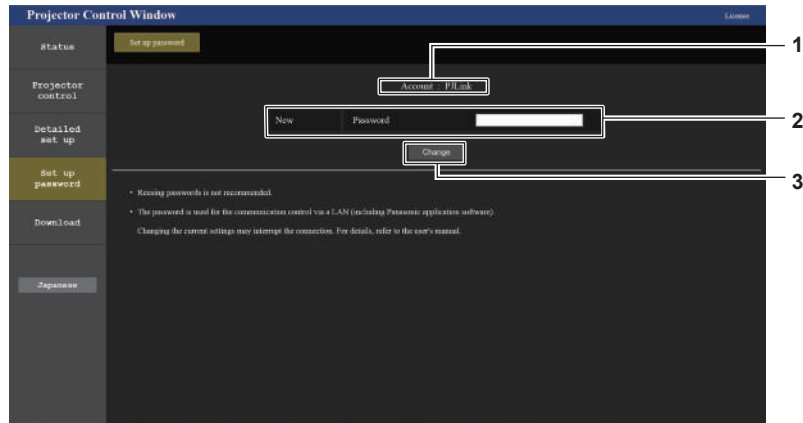 Projector Control Window
License
Status
Set up password
1
Projector
control
Account : PJLink
New Password
2
Detailed
set up
Change
Set up
password
3
• Reusing passwords is not recommended.
• The password is used for the communication control via a LAN (including Panasonic application software).
Changing the current settings may interrupt the connection. For details, refer to the user's manual.
Download
Japanese